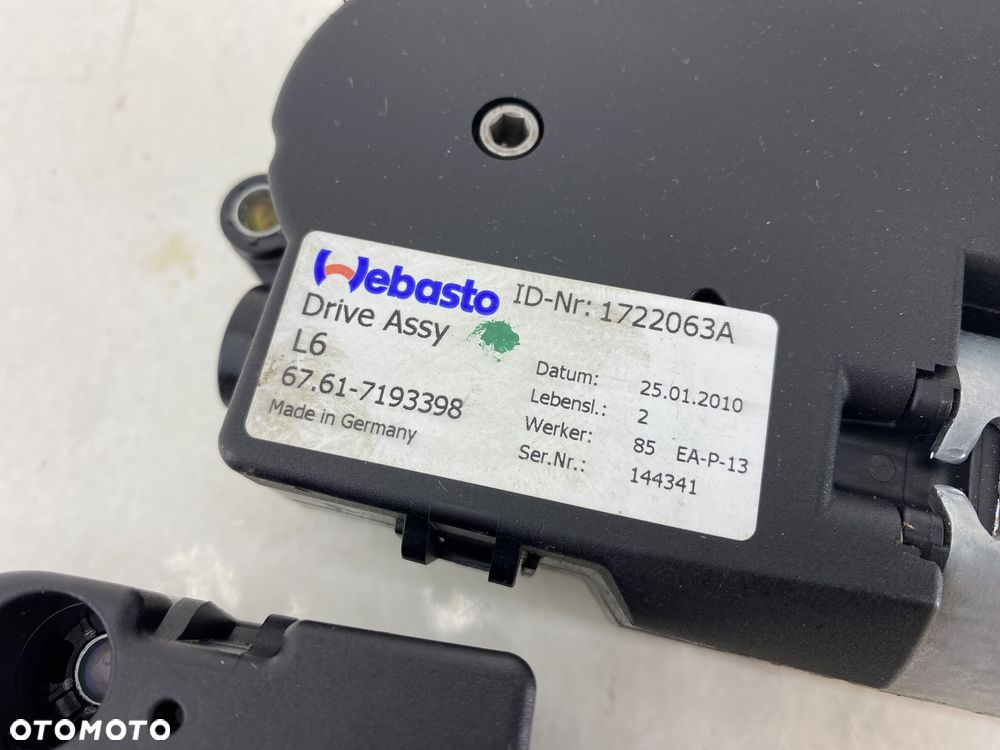 Webasto
ID-Nr: 1722063A
Drive Assy
L6
67.61-7193398
Made in Germany
Datum: 25.01.2010
Lebensl.: 2
Werker: 85 EA-P-13
Ser.Nr.: 144341
OTOMOTO